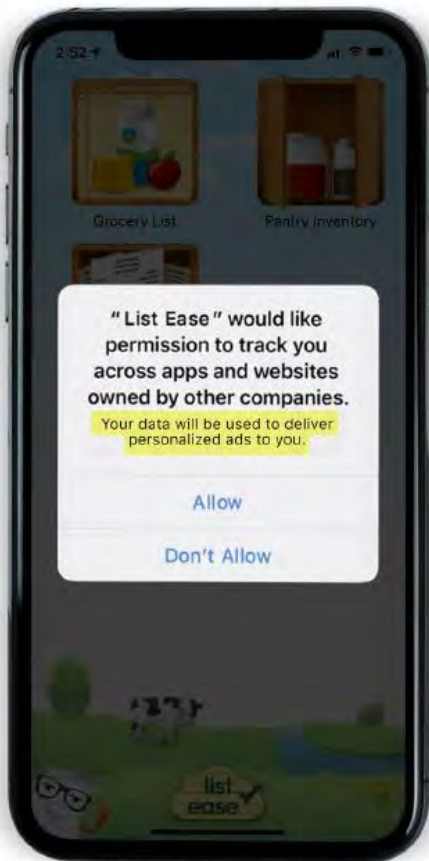 2:52
Grocery List
Pantry Inventory
"List Ease" would like
permission to track you
across apps and websites
owned by other companies.
Your data will be used to deliver
personalized ads to you.
Allow
Don't Allow
list
ease